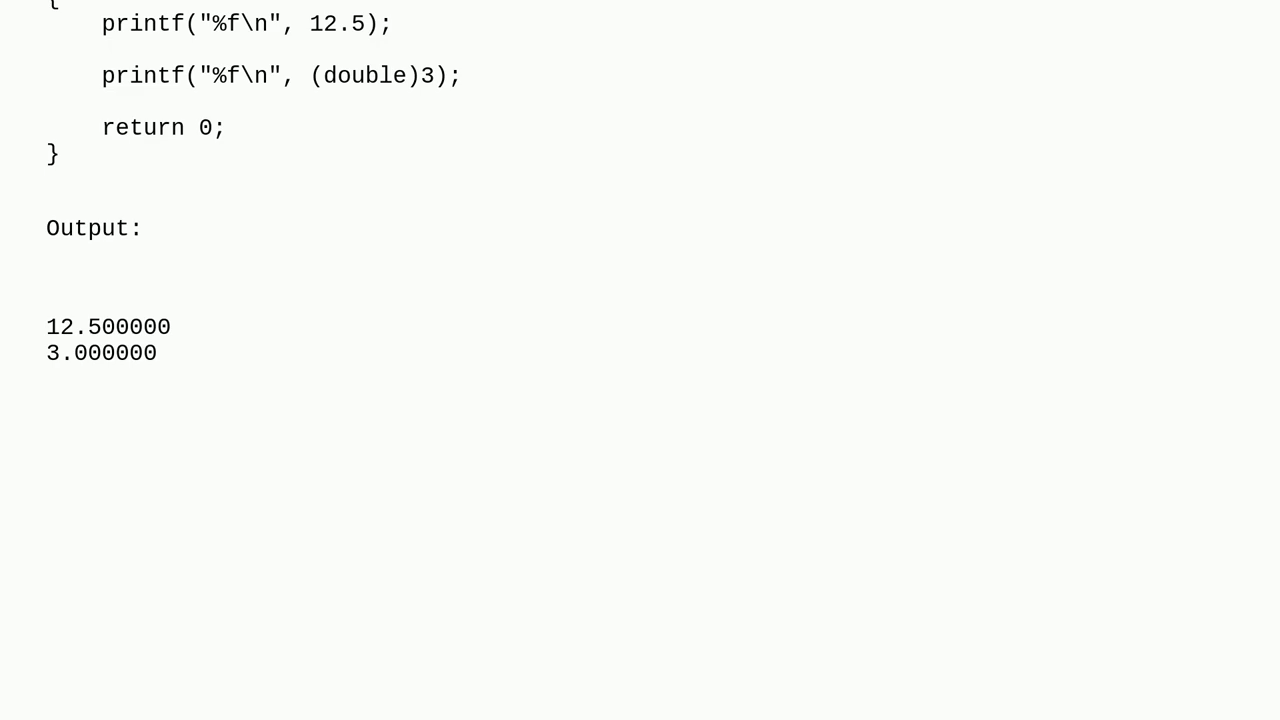 {
    printf("%f\n", 12.5);
    printf("%f\n", (double)3);
    return 0;
}
Output:
12.500000
3.000000